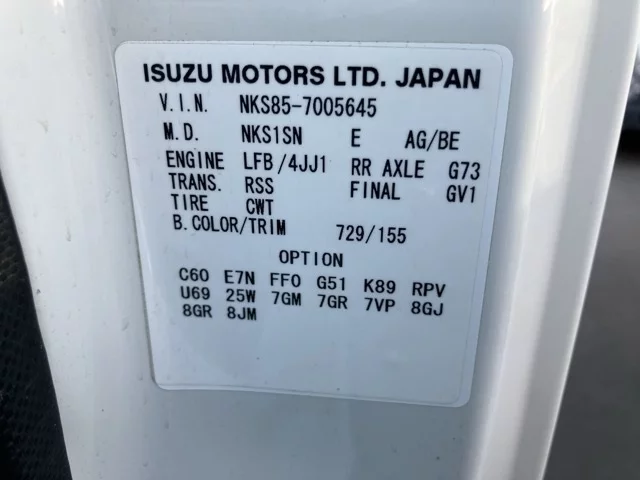 ISUZU MOTORS LTD. JAPAN
V.I.N. NKS85-7005645
M.D. NKS1SN E AG/BE
ENGINE LFB/4JJ1 RR AXLE G73
TRANS. RSS FINAL GV1
TIRE CWT
B.COLOR/TRIM 729/155
OPTION
C60 E7N FF0 G51 K89 RPV
U69 25W 7GM 7GR 7VP 8GJ
8GR 8JM